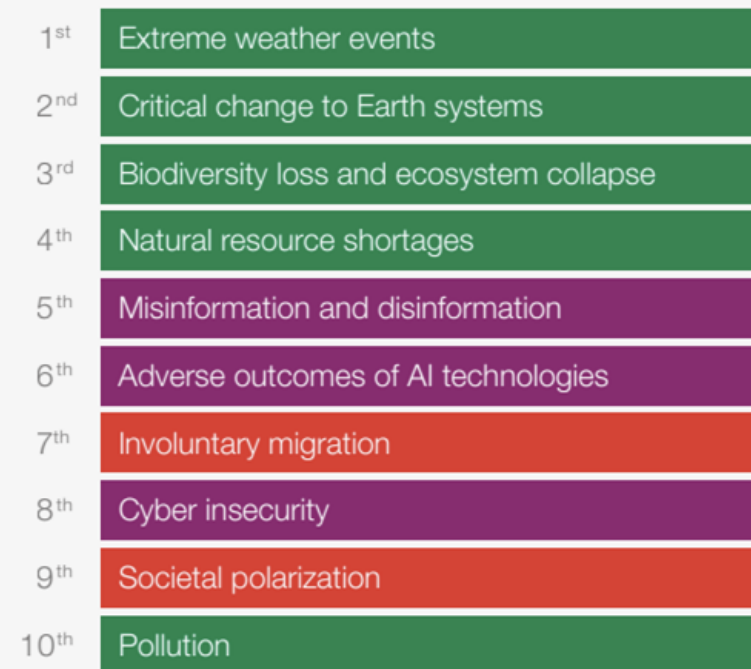 1st Extreme weather events
2nd Critical change to Earth systems
3rd Biodiversity loss and ecosystem collapse
4th Natural resource shortages
5th Misinformation and disinformation
6th Adverse outcomes of AI technologies
7th Involuntary migration
8th Cyber insecurity
9th Societal polarization
10th Pollution